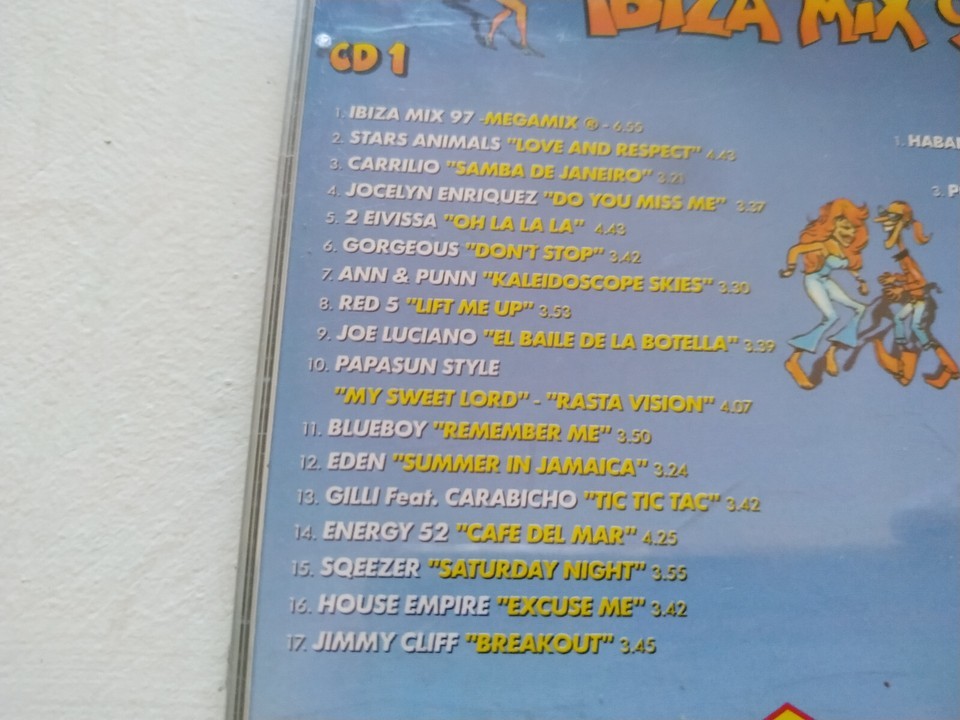 IBIZA MIX 9
CD 1
1. IBIZA MIX 97 -MEGAMIX ® - 6.55
2. STARS ANIMALS "LOVE AND RESPECT" 4.43
3. CARRILIO "SAMBA DE JANEIRO" 3.21
4. JOCELYN ENRIQUEZ "DO YOU MISS ME" 3.37
5. 2 EIVISSA "OH LA LA LA" 4.43
6. GORGEOUS "DON'T STOP" 3.42
7. ANN & PUNN "KALEIDOSCOPE SKIES" 3.30
8. RED 5 "LIFT ME UP" 3.53
9. JOE LUCIANO "EL BAILE DE LA BOTELLA" 3.39
10. PAPASUN STYLE
"MY SWEET LORD" - "RASTA VISION" 4.07
11. BLUEBOY "REMEMBER ME" 3.50
12. EDEN "SUMMER IN JAMAICA" 3.24
13. GILLI Feat. CARABICHO "TIC TIC TAC" 3.42
14. ENERGY 52 "CAFE DEL MAR" 4.25
15. SQEEZER "SATURDAY NIGHT" 3.55
16. HOUSE EMPIRE "EXCUSE ME" 3.42
17. JIMMY CLIFF "BREAKOUT" 3.45
1. HABA
3. P